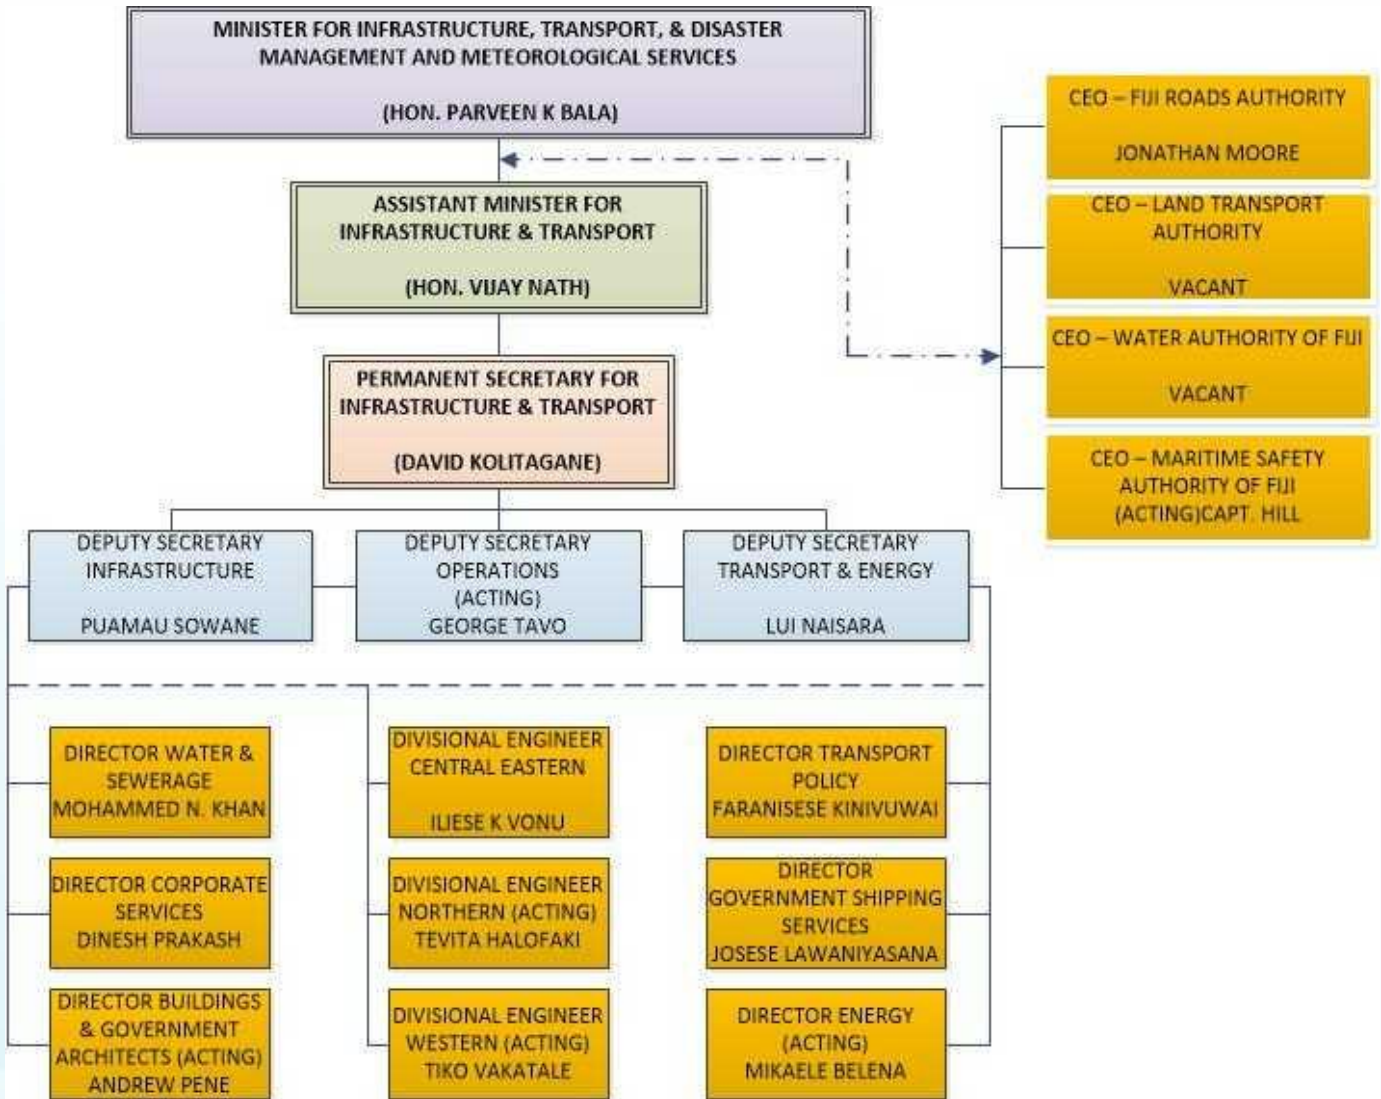 MINISTER FOR INFRASTRUCTURE, TRANSPORT, & DISASTER
MANAGEMENT AND METEOROLOGICAL SERVICES
(HON. PARVEEN K BALA)
ASSISTANT MINISTER FOR
INFRASTRUCTURE & TRANSPORT
(HON. VIJAY NATH)
PERMANENT SECRETARY FOR
INFRASTRUCTURE & TRANSPORT
(DAVID KOLITAGANE)
CEO – FIJI ROADS AUTHORITY
JONATHAN MOORE
CEO – LAND TRANSPORT
AUTHORITY
VACANT
CEO – WATER AUTHORITY OF FIJI
VACANT
CEO – MARITIME SAFETY
AUTHORITY OF FIJI
(ACTING)CAPT. HILL
DEPUTY SECRETARY
INFRASTRUCTURE
PUAMAU SOWANE
DEPUTY SECRETARY
OPERATIONS
(ACTING)
GEORGE TAVO
DEPUTY SECRETARY
TRANSPORT & ENERGY
LUI NAISARA
DIRECTOR WATER &
SEWERAGE
MOHAMMED N. KHAN
DIRECTOR CORPORATE
SERVICES
DINESH PRAKASH
DIRECTOR BUILDINGS
& GOVERNMENT
ARCHITECTS (ACTING)
ANDREW PENE
DIVISIONAL ENGINEER
CENTRAL EASTERN
ILIESE K VONU
DIVISIONAL ENGINEER
NORTHERN (ACTING)
TEVITA HALOFAKI
DIVISIONAL ENGINEER
WESTERN (ACTING)
TIKO VAKATALE
DIRECTOR TRANSPORT
POLICY
FARANISESE KINIVUWAI
DIRECTOR
GOVERNMENT SHIPPING
SERVICES
JOSESE LAWANIYASANA
DIRECTOR ENERGY
(ACTING)
MIKAELE BELENA